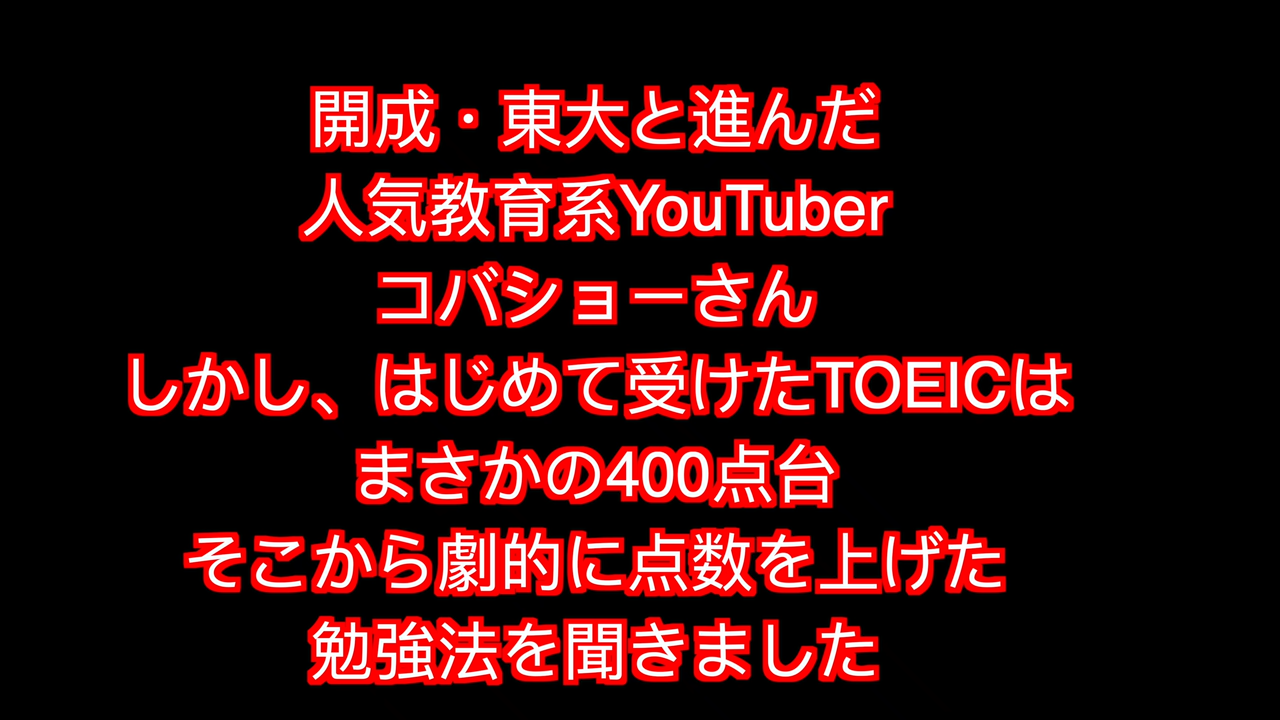 開成・東大と進んだ
人気教育系YouTuber
コバショーさん
しかし、はじめて受けたTOEICは
まさかの400点台
そこから劇的に点数を上げた
勉強法を聞きました